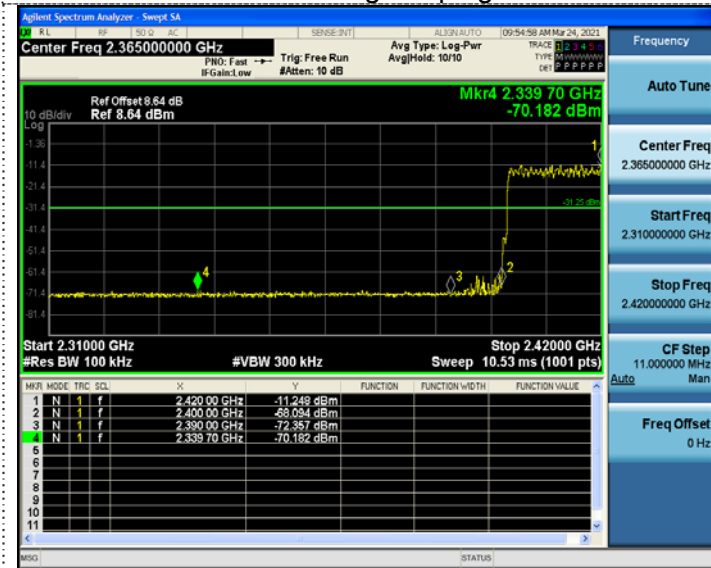 Agilent Spectrum Analyzer - Swept SA
RL RF 50 Ω AC SENSE:INT ALIGN AUTO 09:54:58 AM Mar 24, 2021
Center Freq 2.365000000 GHz
PNO: Fast
IFGain:Low
Trig: Free Run
#Atten: 10 dB
Avg Type: Log-Pwr
Avg|Hold: 10/10
TRACE 1 2 3 4 5 6
TYPE M W W W W W
DET P P P P P P
Ref Offset 8.64 dB
10 dB/div Ref 8.64 dBm
Log
Mkr4 2.339 70 GHz
-70.182 dBm
-1.36
-11.4
-21.4
-31.4
-41.4
-51.4
-61.4
-71.4
-81.4
-31.25 dBm
1
2
3
4
Start 2.31000 GHz Stop 2.42000 GHz
#Res BW 100 kHz #VBW 300 kHz Sweep 10.53 ms (1001 pts)
MKR MODE TRC SCL X Y FUNCTION FUNCTION WIDTH FUNCTION VALUE
1 N 1 f 2.420 00 GHz -11.249 dBm
2 N 1 f 2.400 00 GHz -68.094 dBm
3 N 1 f 2.390 00 GHz -72.357 dBm
4 N 1 f 2.339 70 GHz -70.182 dBm
5
6
7
8
9
10
11
MSG STATUS
Frequency
Auto Tune
Center Freq
2.365000000 GHz
Start Freq
2.310000000 GHz
Stop Freq
2.420000000 GHz
CF Step
11.000000 MHz
Auto Man
Freq Offset
0 Hz